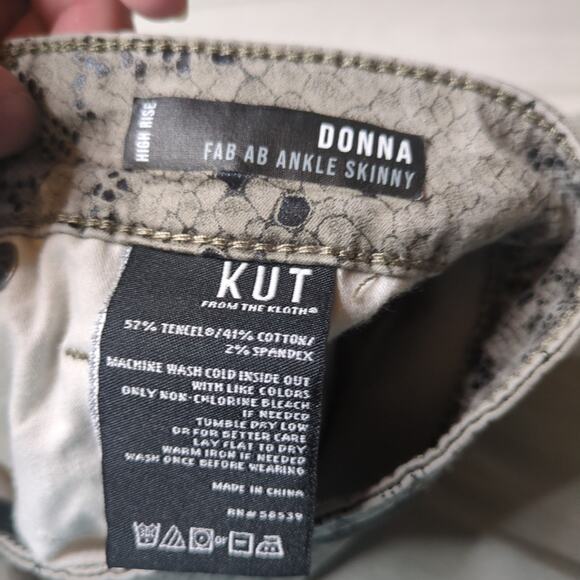 HIGH RISE
DONNA
FAB AB ANKLE SKINNY
KUT
FROM THE KLOTH®
57% TENCEL®/41% COTTON/
2% SPANDEX
MACHINE WASH COLD INSIDE OUT
WITH LIKE COLORS
ONLY NON-CHLORINE BLEACH
IF NEEDED
TUMBLE DRY LOW
OR FOR BETTER CARE
LAY FLAT TO DRY
WARM IRON IF NEEDED
WASH ONCE BEFORE WEARING
MADE IN CHINA
RN# 58539
or